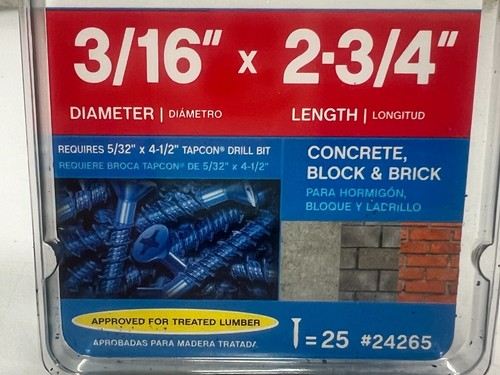 3/16" x 2-3/4"
DIAMETER | DIÁMETRO LENGTH | LONGITUD
REQUIRES 5/32" x 4-1/2" TAPCON® DRILL BIT
REQUIERE BROCA TAPCON® DE 5/32" x 4-1/2"
CONCRETE,
BLOCK & BRICK
PARA HORMIGÓN,
BLOQUE Y LADRILLO
APPROVED FOR TREATED LUMBER
APROBADAS PARA MADERA TRATADA
= 25 #24265